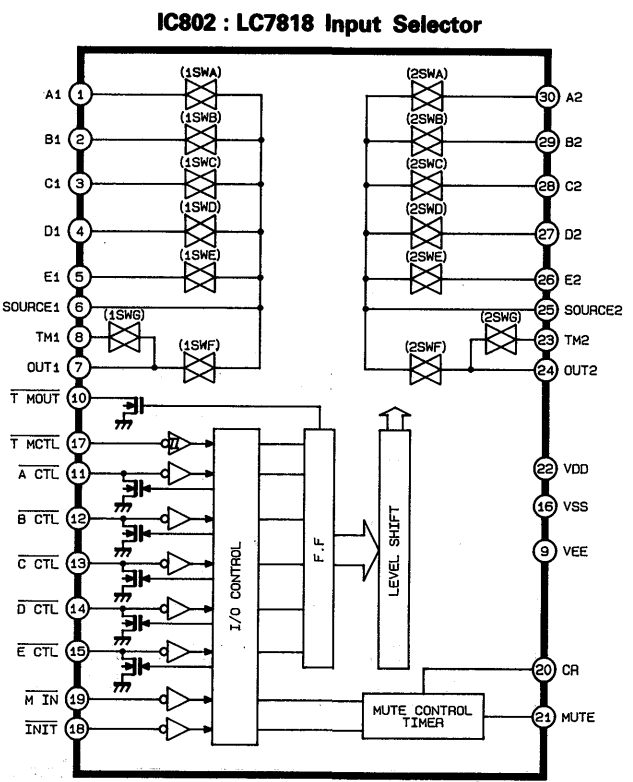 IC802 : LC7818 Input Selector
(1SWA)
(2SWA)
A1
1
30
A2
(1SWB)
(2SWB)
B1
2
29
B2
(1SWC)
(2SWC)
C1
3
28
C2
(1SWD)
(2SWD)
D1
4
27
D2
(1SWE)
(2SWE)
E1
5
26
E2
SOURCE1
6
25
SOURCE2
(1SWG)
(2SWG)
TM1
8
23
TM2
(1SWF)
(2SWF)
OUT1
7
24
OUT2
T MOUT
10
T MCTL
17
A CTL
11
22
VDD
B CTL
12
16
VSS
C CTL
13
9
VEE
D CTL
14
E CTL
15
I/O CONTROL
F.F
LEVEL SHIFT
20
CR
M IN
19
MUTE CONTROL
TIMER
21
MUTE
INIT
18